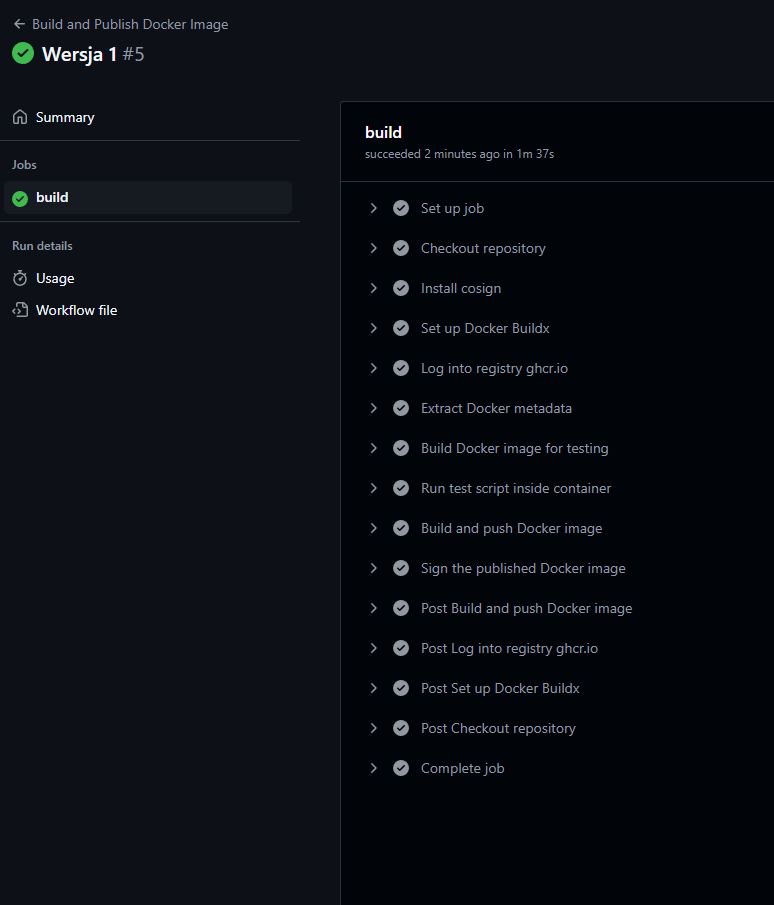 Build and Publish Docker Image
Wersja 1 #5
Summary
Jobs
build
Run details
Usage
Workflow file
build
succeeded 2 minutes ago in 1m 37s
Set up job
Checkout repository
Install cosign
Set up Docker Buildx
Log into registry ghcr.io
Extract Docker metadata
Build Docker image for testing
Run test script inside container
Build and push Docker image
Sign the published Docker image
Post Build and push Docker image
Post Log into registry ghcr.io
Post Set up Docker Buildx
Post Checkout repository
Complete job